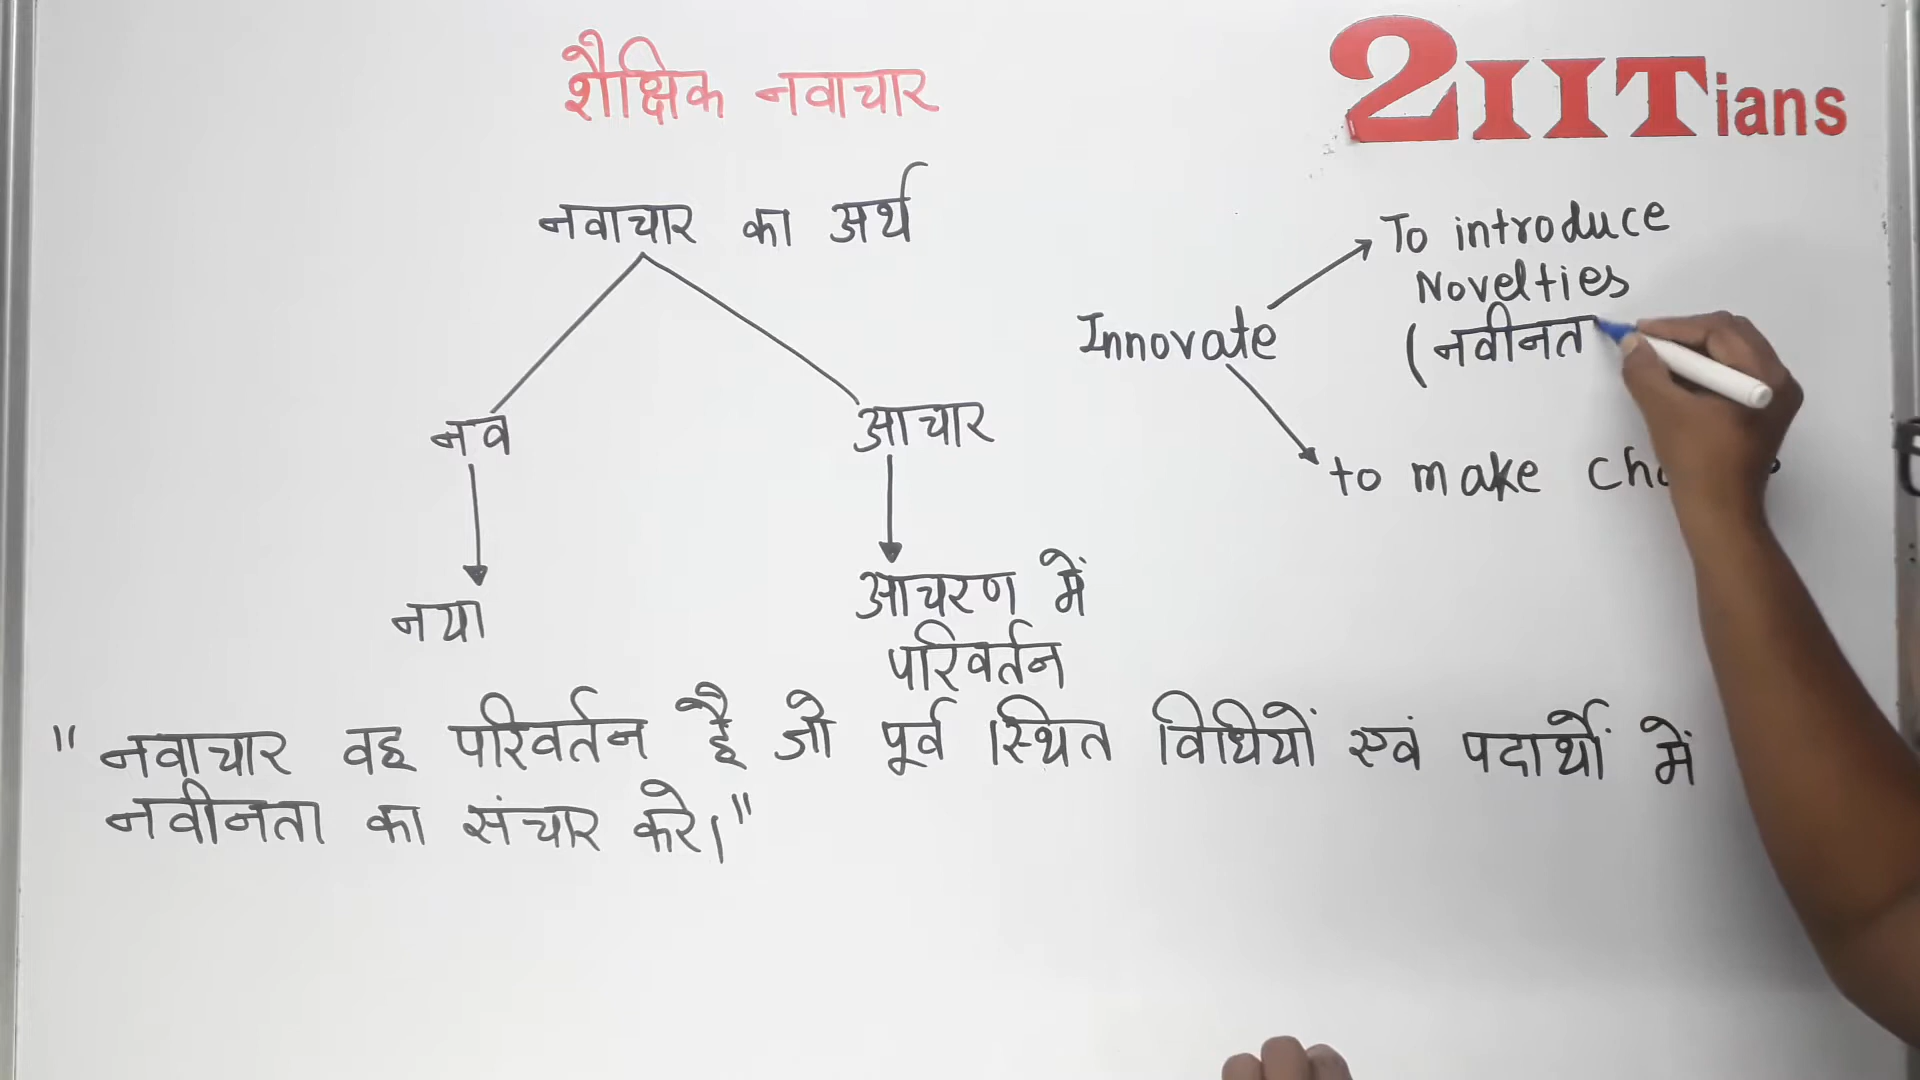 शैक्षिक नवाचार
2IITians
नवाचार का अर्थ
नव
आचार
नया
आचरण में
परिवर्तन
Innovate
To introduce
Novelties
(नवीनत
to make
"नवाचार वह परिवर्तन है जो पूर्व स्थित विधियों एवं पदार्थों में
नवीनता का संचार करे।"